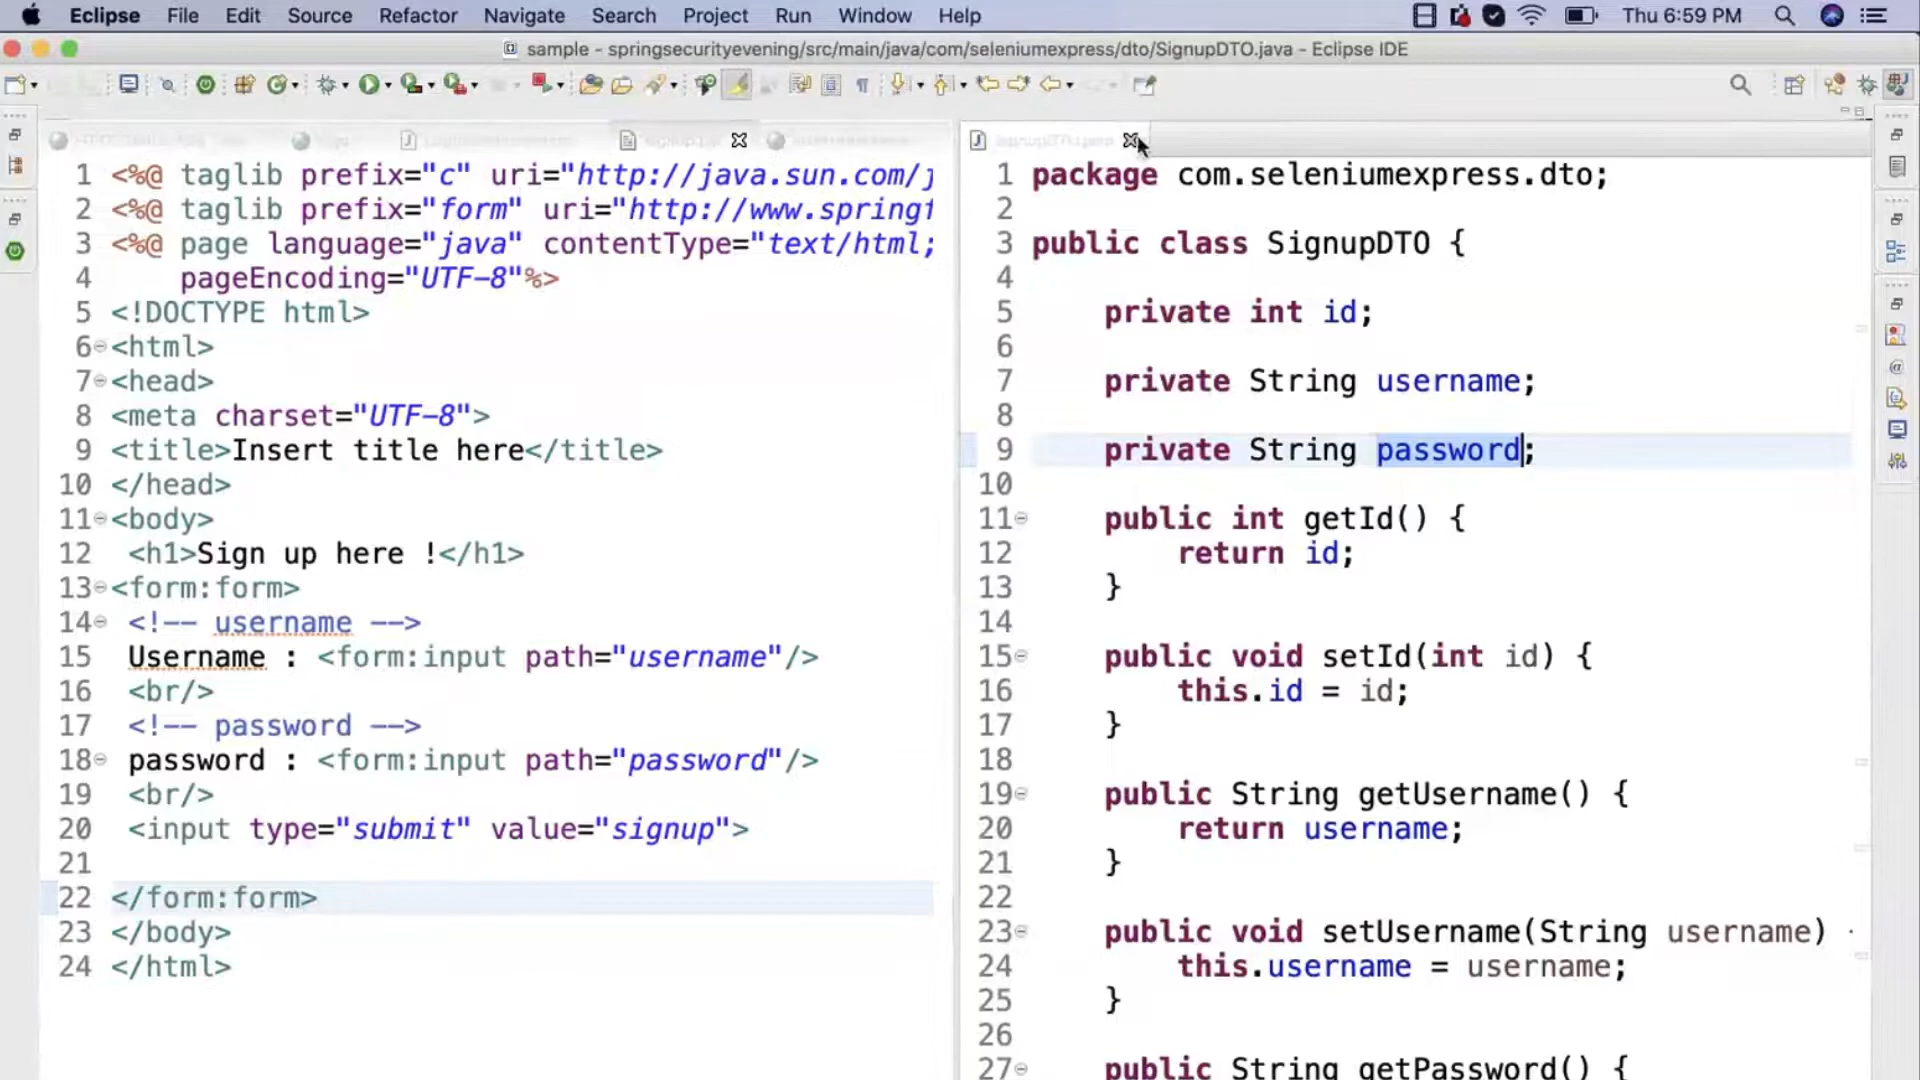 Eclipse File Edit Source Refactor Navigate Search Project Run Window Help Thu 6:59 PM
sample - springsecurityevening/src/main/java/com/seleniumexpress/dto/SignupDTO.java - Eclipse IDE
1 <%@ taglib prefix="c" uri="http://java.sun.com/j
2 <%@ taglib prefix="form" uri="http://www.springf
3 <%@ page language="java" contentType="text/html;
4 pageEncoding="UTF-8"%>
5 <!DOCTYPE html>
6 <html>
7 <head>
8 <meta charset="UTF-8">
9 <title>Insert title here</title>
10 </head>
11 <body>
12 <h1>Sign up here !</h1>
13 <form:form>
14 <!-- username -->
15 Username : <form:input path="username"/>
16 <br/>
17 <!-- password -->
18 password : <form:input path="password"/>
19 <br/>
20 <input type="submit" value="signup">
21
22 </form:form>
23 </body>
24 </html>
SignupDTO.java
1 package com.seleniumexpress.dto;
2
3 public class SignupDTO {
4
5 private int id;
6
7 private String username;
8
9 private String password;
10
11 public int getId() {
12 return id;
13 }
14
15 public void setId(int id) {
16 this.id = id;
17 }
18
19 public String getUsername() {
20 return username;
21 }
22
23 public void setUsername(String username)
24 this.username = username;
25 }
26
27 public String getPassword() {